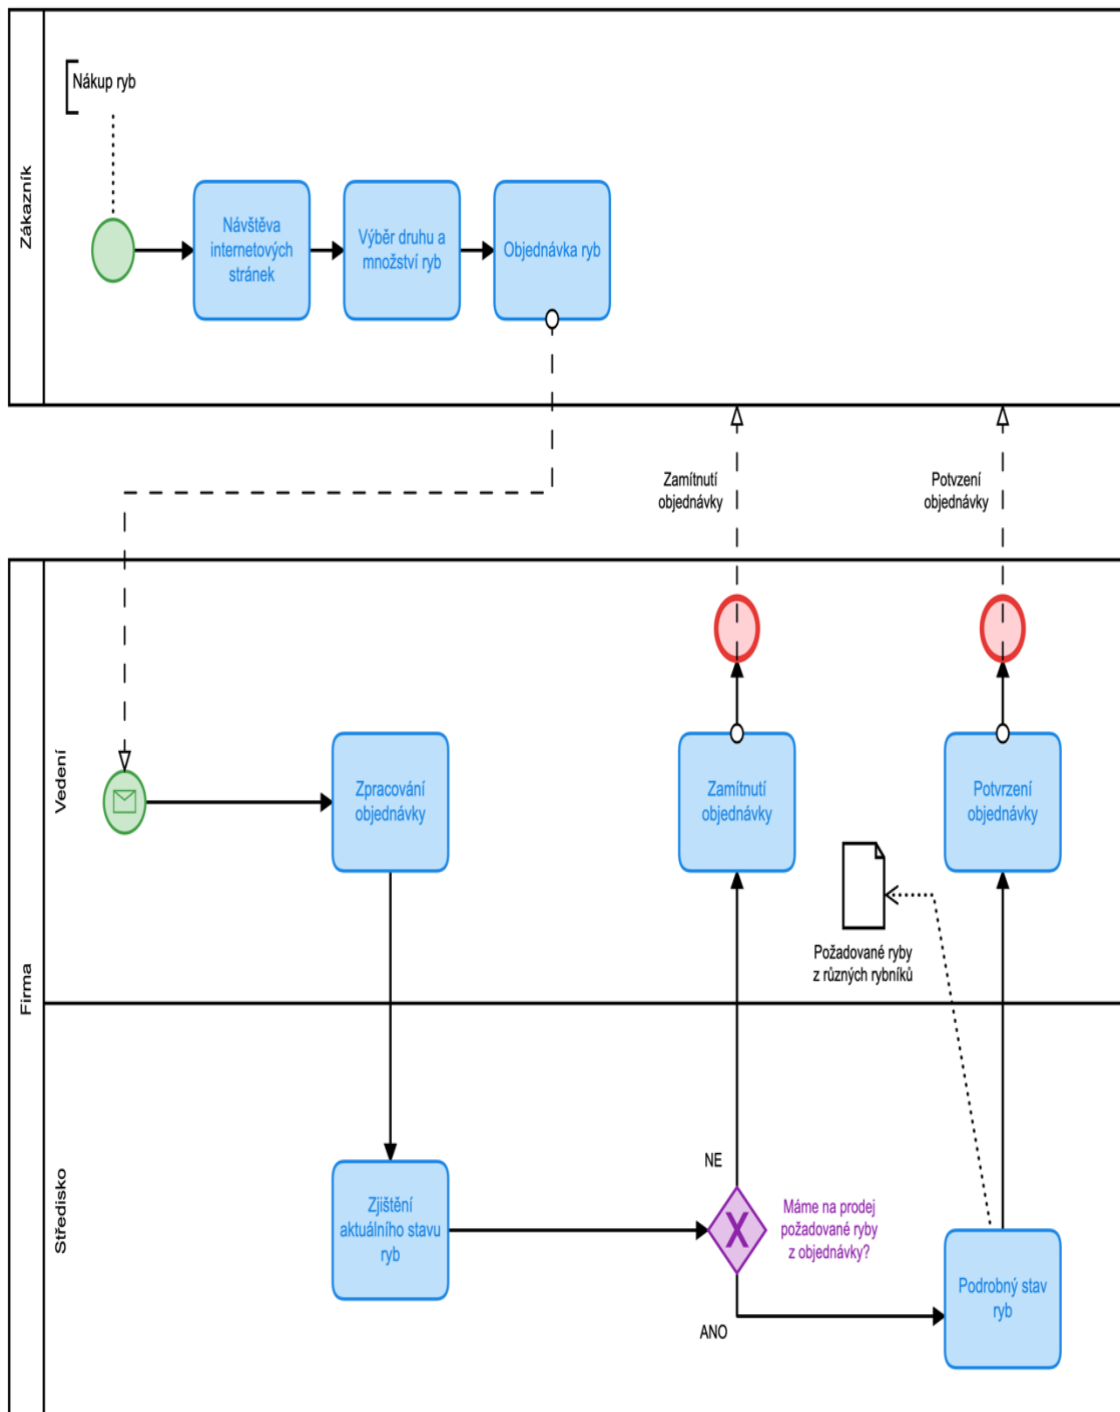 Zákazník
Nákup ryb
Návštěva
internetových
stránek
Výběr druhu a
množství ryb
Objednávka ryb
Zamítnutí
objednávky
Potvzení
objednávky
Firma
Vedení
Zpracování
objednávky
Zamítnutí
objednávky
Potvrzení
objednávky
Požadované ryby
z různých rybníků
Středisko
Zjištění
aktuálního stavu
ryb
NE
X
Máme na prodej
požadované ryby
z objednávky?
ANO
Podrobný stav
ryb